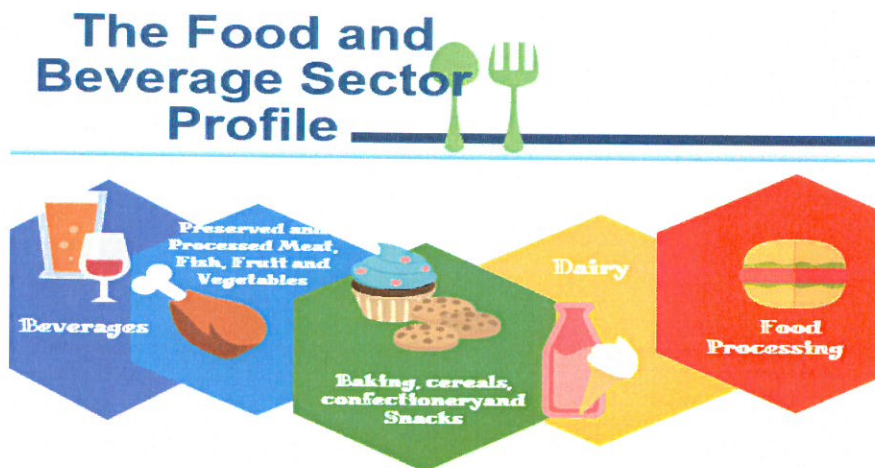 The Food and
Beverage Sector
Profile
Beverages
Preserved and
Processed Meat,
Fish, Fruit and
Vegetables
Baking, cereals,
confectioneryand
Snacks
Dairy
Food
Processing